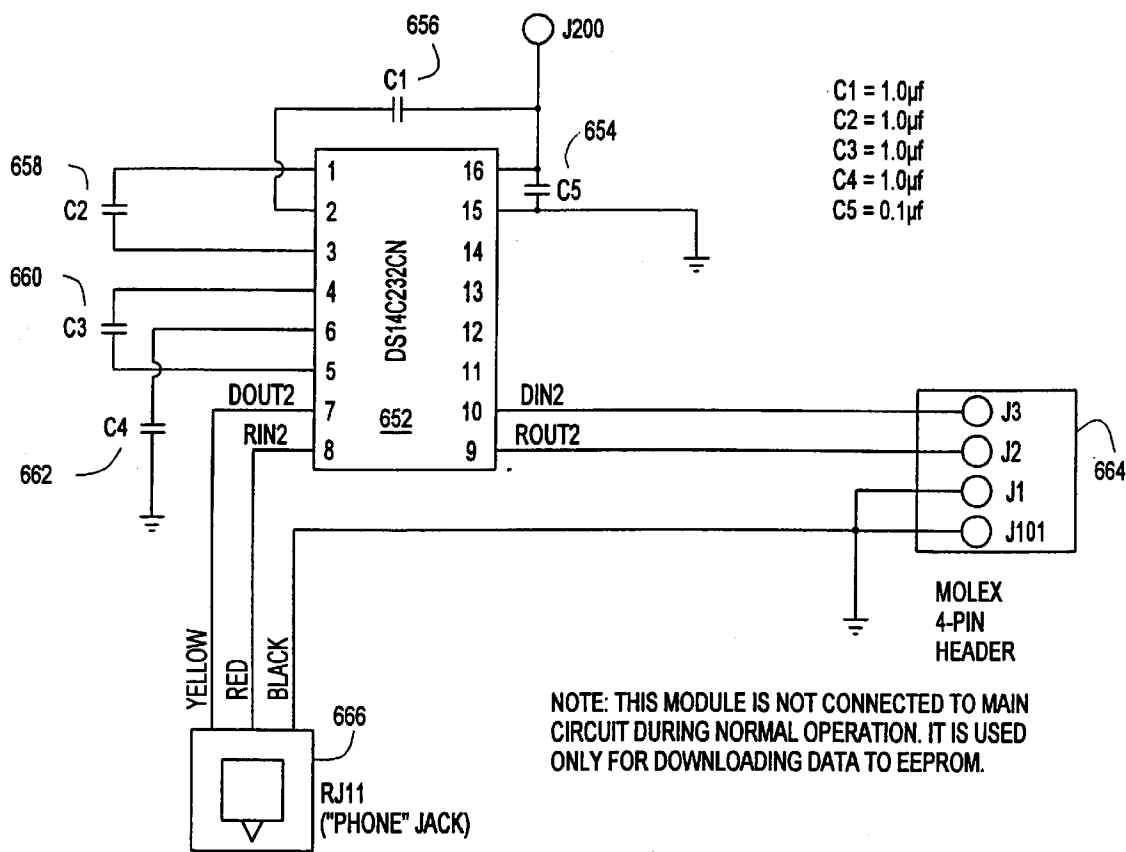 656
J200
C1
C1 = 1.0µf
C2 = 1.0µf
C3 = 1.0µf
C4 = 1.0µf
C5 = 0.1µf
654
658
C2
1
16
C5
2
15
3
14
660
4
13
C3
6
12
5
11
DS14C232CN
652
DOUT2
7
10
DIN2
RIN2
8
9
ROUT2
C4
662
J3
J2
J1
J101
664
MOLEX
4-PIN
HEADER
YELLOW
RED
BLACK
NOTE: THIS MODULE IS NOT CONNECTED TO MAIN
CIRCUIT DURING NORMAL OPERATION. IT IS USED
ONLY FOR DOWNLOADING DATA TO EEPROM.
666
RJ11
("PHONE" JACK)